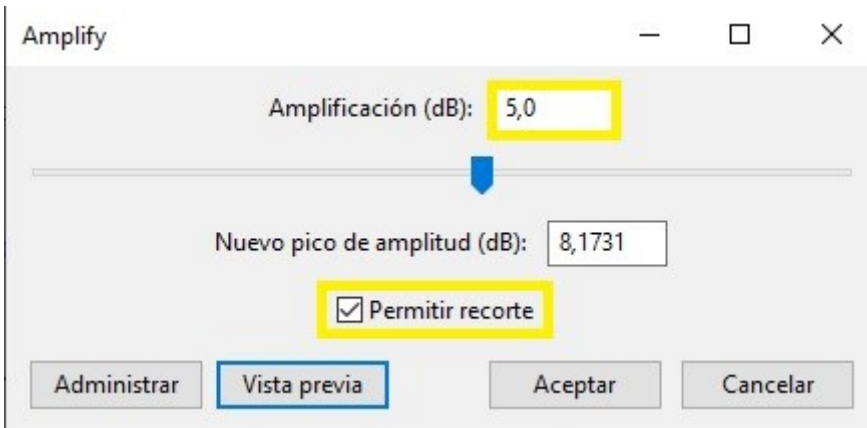 Amplify
Amplificación (dB): 5,0
Nuevo pico de amplitud (dB): 8,1731
Permitir recorte
Administrar Vista previa Aceptar Cancelar